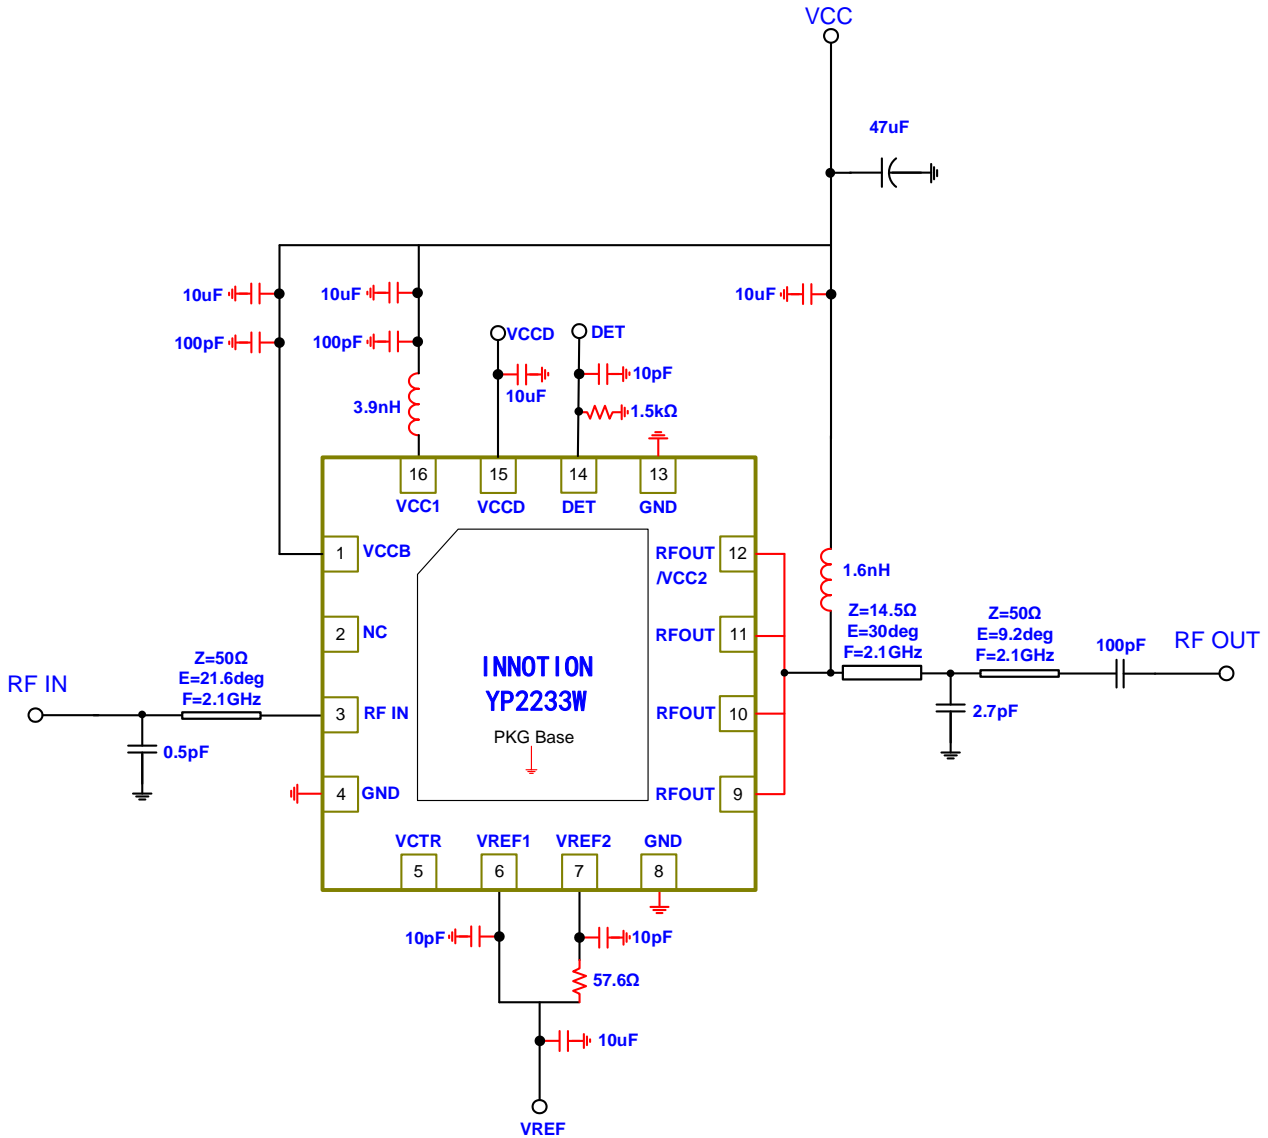 VCC
47uF
10uF
10uF
10uF
100pF
100pF
VCCD
DET
10pF
10uF
3.9nH
1.5kΩ
16
15
14
13
VCC1
VCCD
DET
GND
1
VCCB
RFOUT
12
/VCC2
1.6nH
2
NC
RFOUT
11
Z=14.5Ω
E=30deg
F=2.1GHz
Z=50Ω
E=9.2deg
F=2.1GHz
100pF
RF OUT
INNOTION
YP2233W
PKG Base
Z=50Ω
E=21.6deg
F=2.1GHz
RF IN
3
RF IN
RFOUT
10
2.7pF
0.5pF
4
GND
RFOUT
9
VCTR
VREF1
VREF2
GND
5
6
7
8
10pF
10pF
57.6Ω
10uF
VREF